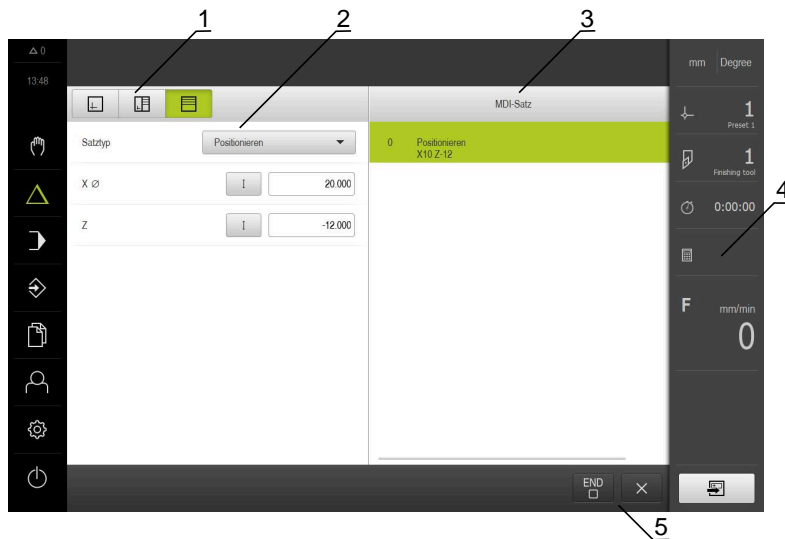 1
2
3
0
13:48
mm
Degree
MDI-Satz
1
Preset 1
Satztyp
Positionieren
0
Positionieren
X10 Z-12
1
Finishing tool
X Ø
I
20.000
4
0:00:00
Z
I
-12.000
F
mm/min
0
END
5